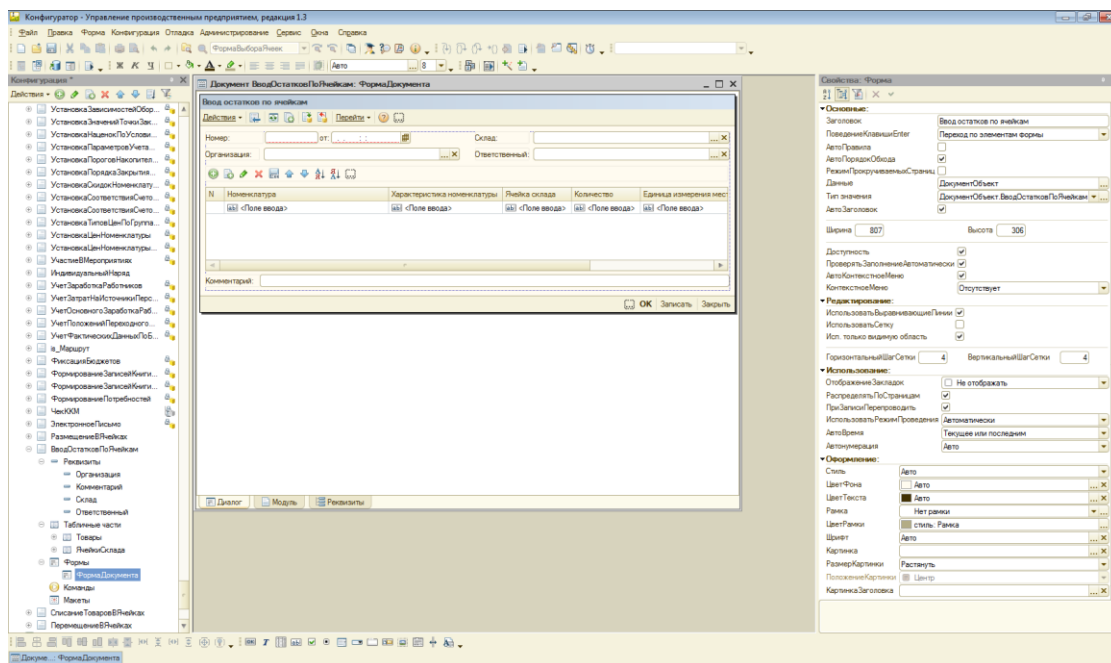 Конфигуратор - Управление производственным предприятием, редакция 1.3
Файл Правка Форма Конфигурация Отладка Администрирование Сервис Окна Справка
ФормаВыбораЯчеек
Ж К Ч Авто 8
Конфигурация *
Действия
УстановкаЗависимостейОбор...
УстановкаЗначенийТочкиЗак...
УстановкаНаценокПоУслови...
УстановкаПараметровУчета...
УстановкаПороговНакопител...
УстановкаПорядкаЗакрытия...
УстановкаСкидокНоменклату...
УстановкаСоответствияСчето...
УстановкаСоответствияСчето...
УстановкаТиповЦенПоГруппа...
УстановкаЦенНоменклатуры
УстановкаЦенНоменклатуры...
УчастиеВМероприятиях
ИндивидуальныйНаряд
УчетЗаработкаРаботников
УчетЗатратНаИсточникиПерс...
УчетОсновногоЗаработкаРаб...
УчетПоложенийПереходного...
УчетФактическихДанныхПоБ...
is_Маршрут
ФиксацияБюджетов
ФормированиеЗаписейКниги...
ФормированиеЗаписейКниги...
ФормированиеПотребностей
ЧекККМ
ЭлектронноеПисьмо
РазмещениеВЯчейках
ВводОстатковПоЯчейкам
Реквизиты
Организация
Комментарий
Склад
Ответственный
Табличные части
Товары
ЯчейкиСклада
Формы
ФормаДокумента
Команды
Макеты
СписаниеТоваровВЯчейках
ПеремещениеВЯчейках
Документ ВводОстатковПоЯчейкам: ФормаДокумента
Ввод остатков по ячейкам
Действия Перейти
Номер: от: . . : : Склад: ... ×
Организация: ... × Ответственный: ... ×
N Номенклатура Характеристика номенклатуры Ячейка склада Количество Единица измерения мест
<Поле ввода> <Поле ввода> <Поле ввода> <Поле ввода> <Поле ввода>
Комментарий:
OK Записать Закрыть
Диалог Модуль Реквизиты
Свойства: Форма
Основные:
Заголовок Ввод остатков по ячейкам
ПоведениеКлавишиEnter Переход по элементам формы
АвтоПравила
АвтоПорядокОбхода
РежимПрокручиваемыхСтраниц
Данные ДокументОбъект ...
Тип значения ДокументОбъект.ВводОстатковПоЯчейкам ...
АвтоЗаголовок
Ширина 807 Высота 306
Доступность
ПроверятьЗаполнениеАвтоматически
АвтоКонтекстноеМеню
КонтекстноеМеню Отсутствует
Редактирование:
ИспользоватьВыравнивающиеЛинии
ИспользоватьСетку
Исп. только видимую область
ГоризонтальныйШагСетки 4 ВертикальныйШагСетки 4
Использование:
ОтображениеЗакладок Не отображать
РаспределятьПоСтраницам
ПриЗаписиПерепроводить
ИспользоватьРежимПроведения Автоматически
АвтоВремя Текущее или последним
Автонумерация Авто
Оформление:
Стиль Авто
ЦветФона Авто ... ×
ЦветТекста Авто ... ×
Рамка Нет рамки ...
ЦветРамки стиль: Рамка ...
Шрифт Авто ... ×
Картинка ... ×
РазмерКартинки Растянуть
ПоложениеКартинки Центр
КартинкаЗаголовка ... ×
Докуме...: ФормаДокумента